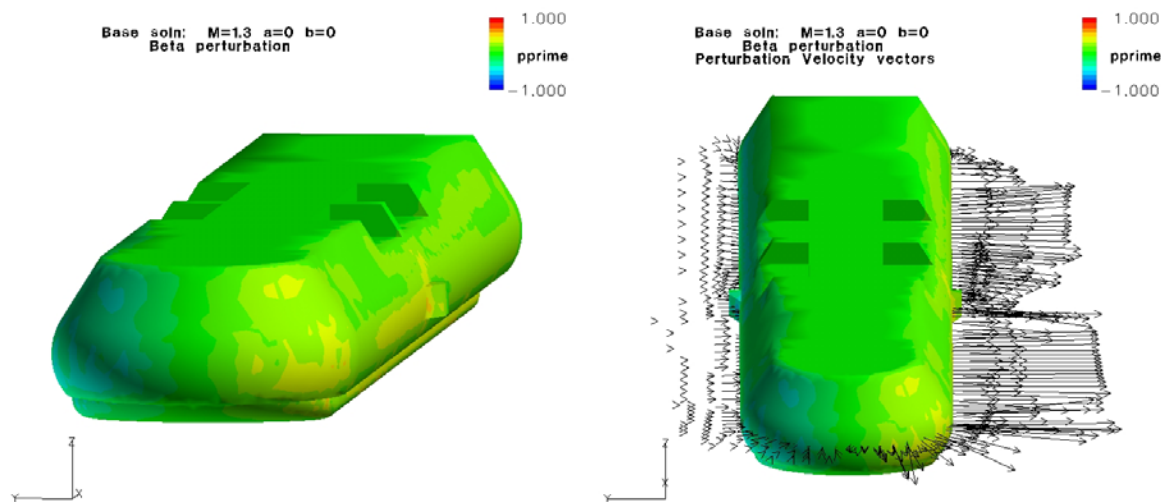 Base soln: M=1.3 a=0 b=0
Beta perturbation
1.000
pprime
-1.000
Z
Y
X
Base soln: M=1.3 a=0 b=0
Beta perturbation
Perturbation Velocity vectors
1.000
pprime
-1.000
Z
X
Y